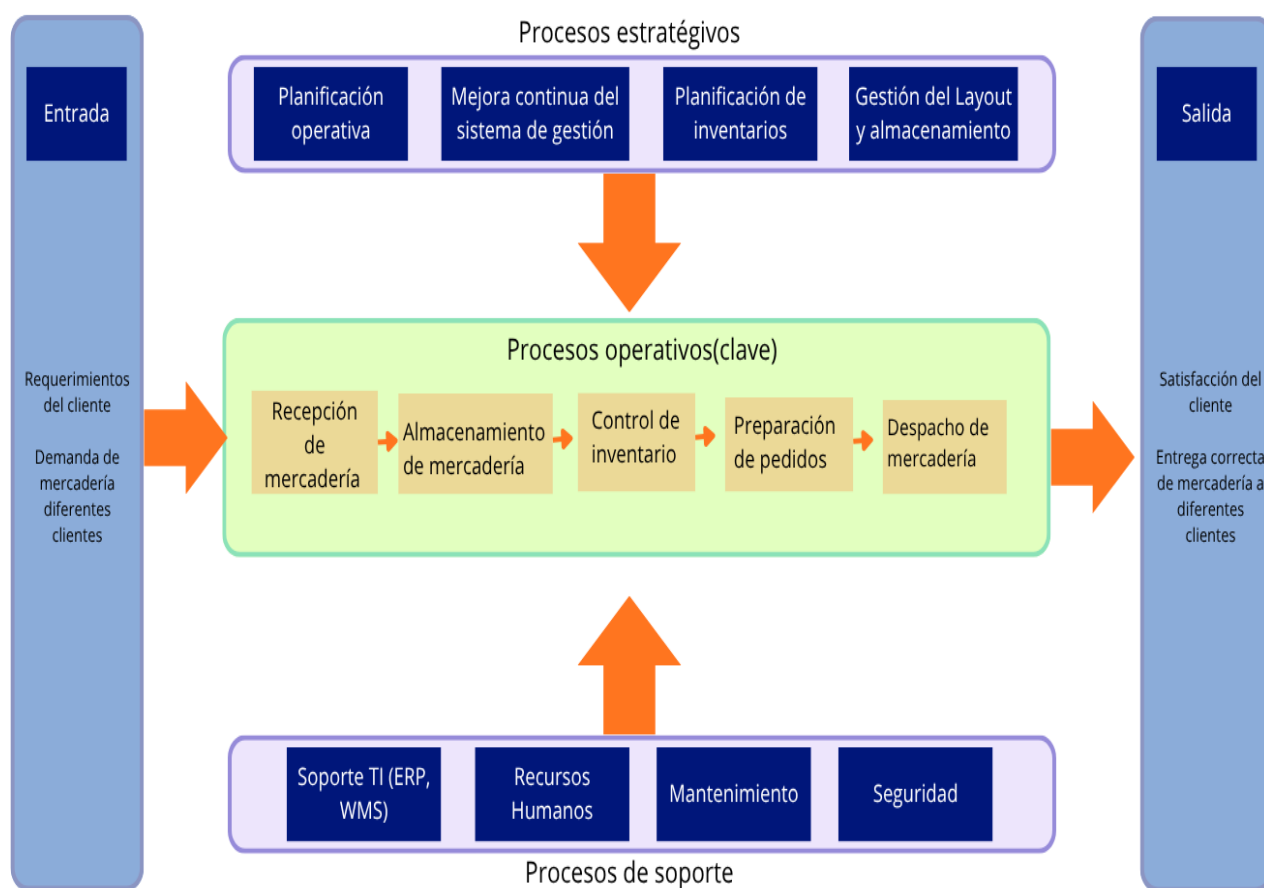 Procesos estratégivos
Entrada
Planificación
operativa
Mejora continua del
sistema de gestión
Planificación de
inventarios
Gestión del Layout
y almacenamiento
Salida
Requerimientos
del cliente
Demanda de
mercadería
diferentes
clientes
Procesos operativos(clave)
Recepción
de
mercadería
Almacenamiento
de mercadería
Control de
inventario
Preparación
de pedidos
Despacho de
mercadería
Satisfacción del
cliente
Entrega correcta
de mercadería a
diferentes
clientes
Soporte TI (ERP,
WMS)
Recursos
Humanos
Mantenimiento
Seguridad
Procesos de soporte